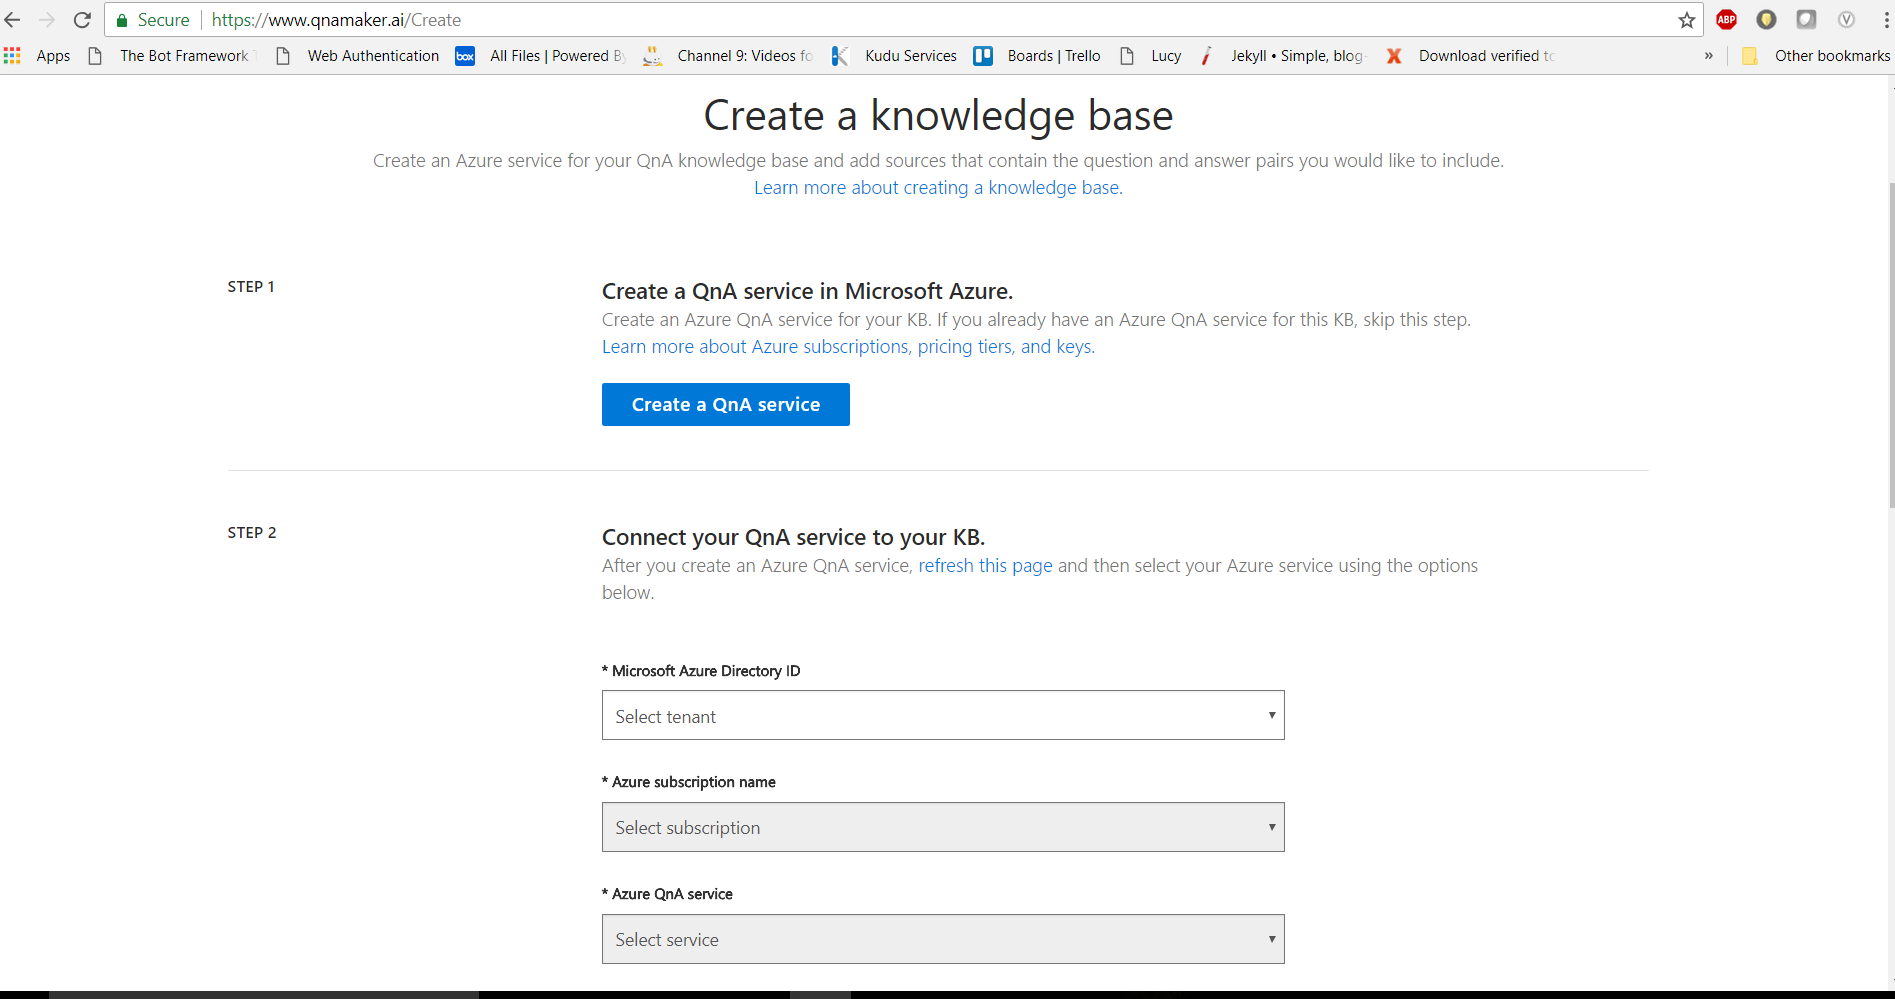 Secure https://www.qnamaker.ai/Create
ABP
Apps The Bot Framework Web Authentication box All Files | Powered By Channel 9: Videos fo Kudu Services Boards | Trello Lucy Jekyll • Simple, blog- Download verified to » Other bookmarks
Create a knowledge base
Create an Azure service for your QnA knowledge base and add sources that contain the question and answer pairs you would like to include.
Learn more about creating a knowledge base.
STEP 1
Create a QnA service in Microsoft Azure.
Create an Azure QnA service for your KB. If you already have an Azure QnA service for this KB, skip this step.
Learn more about Azure subscriptions, pricing tiers, and keys.
Create a QnA service
STEP 2
Connect your QnA service to your KB.
After you create an Azure QnA service, refresh this page and then select your Azure service using the options
below.
* Microsoft Azure Directory ID
Select tenant
* Azure subscription name
Select subscription
* Azure QnA service
Select service